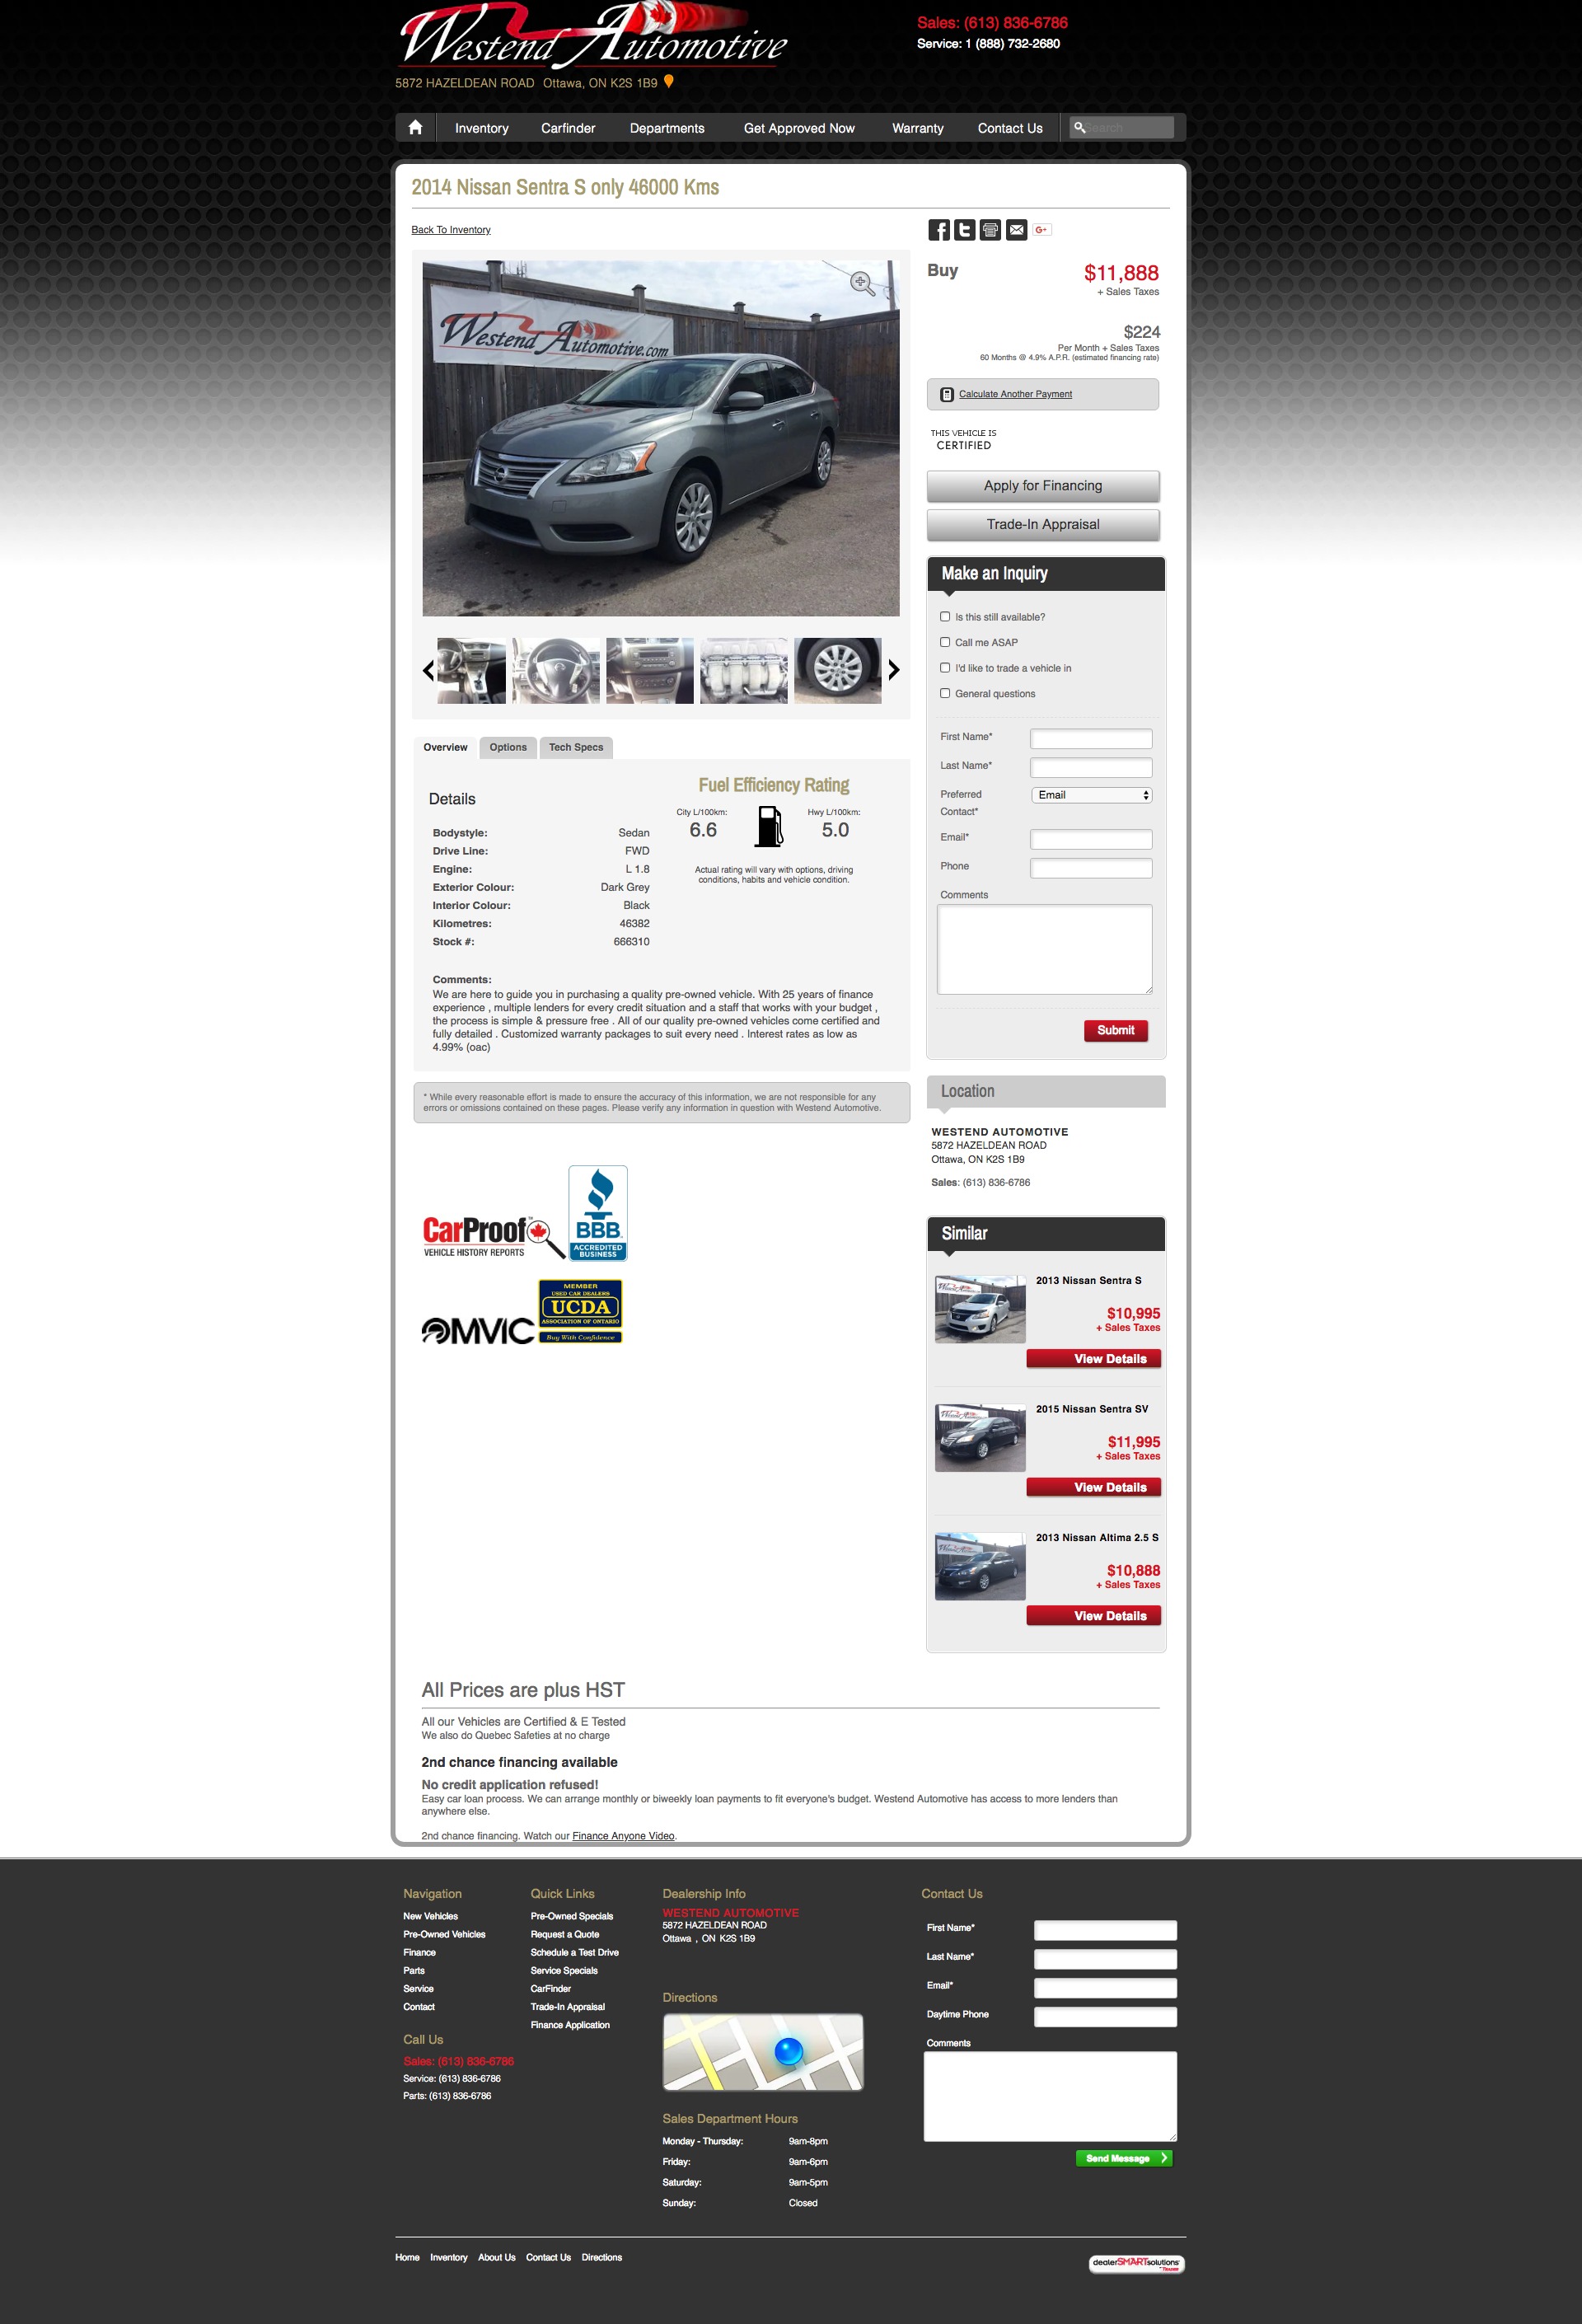 Westend Automotive
Sales: (613) 836-6786
Service: 1 (888) 732-2680
5872 HAZELDEAN ROAD Ottawa, ON K2S 1B9
Inventory Carfinder Departments Get Approved Now Warranty Contact Us Search
2014 Nissan Sentra S only 46000 Kms
Back To Inventory
Westend Automotive.com
Buy $11,888
+ Sales Taxes
$224
Per Month + Sales Taxes
60 Months @ 4.9% A.P.R. (estimated financing rate)
Calculate Another Payment
THIS VEHICLE IS
CERTIFIED
Apply for Financing
Trade-In Appraisal
Make an Inquiry
Is this still available?
Call me ASAP
I'd like to trade a vehicle in
General questions
First Name*
Last Name*
Preferred
Contact*
Email
Email*
Phone
Comments
Submit
Overview Options Tech Specs
Details
Bodystyle: Sedan
Drive Line: FWD
Engine: L 1.8
Exterior Colour: Dark Grey
Interior Colour: Black
Kilometres: 46382
Stock #: 666310
Fuel Efficiency Rating
City L/100km: Hwy L/100km:
6.6 5.0
Actual rating will vary with options, driving
conditions, habits and vehicle condition.
Comments:
We are here to guide you in purchasing a quality pre-owned vehicle. With 25 years of finance
experience , multiple lenders for every credit situation and a staff that works with your budget ,
the process is simple & pressure free . All of our quality pre-owned vehicles come certified and
fully detailed . Customized warranty packages to suit every need . Interest rates as low as
4.99% (oac)
* While every reasonable effort is made to ensure the accuracy of this information, we are not responsible for any
errors or omissions contained on these pages. Please verify any information in question with Westend Automotive.
Location
WESTEND AUTOMOTIVE
5872 HAZELDEAN ROAD
Ottawa, ON K2S 1B9
Sales: (613) 836-6786
CarProof
VEHICLE HISTORY REPORTS
BBB
ACCREDITED
BUSINESS
OMVIC
MEMBER
USED CAR DEALERS
UCDA
ASSOCIATION OF ONTARIO
Buy With Confidence
Similar
2013 Nissan Sentra S
$10,995
+ Sales Taxes
View Details
2015 Nissan Sentra SV
$11,995
+ Sales Taxes
View Details
2013 Nissan Altima 2.5 S
$10,888
+ Sales Taxes
View Details
All Prices are plus HST
All our Vehicles are Certified & E Tested
We also do Quebec Safeties at no charge
2nd chance financing available
No credit application refused!
Easy car loan process. We can arrange monthly or biweekly loan payments to fit everyone's budget. Westend Automotive has access to more lenders than
anywhere else.
2nd chance financing. Watch our Finance Anyone Video.
Navigation
New Vehicles
Pre-Owned Vehicles
Finance
Parts
Service
Contact
Call Us
Sales: (613) 836-6786
Service: (613) 836-6786
Parts: (613) 836-6786
Quick Links
Pre-Owned Specials
Request a Quote
Schedule a Test Drive
Service Specials
CarFinder
Trade-In Appraisal
Finance Application
Dealership Info
WESTEND AUTOMOTIVE
5872 HAZELDEAN ROAD
Ottawa , ON K2S 1B9
Directions
Sales Department Hours
Monday - Thursday: 9am-8pm
Friday: 9am-6pm
Saturday: 9am-5pm
Sunday: Closed
Contact Us
First Name*
Last Name*
Email*
Daytime Phone
Comments
Send Message
Home Inventory About Us Contact Us Directions
dealerSMARTsolutions